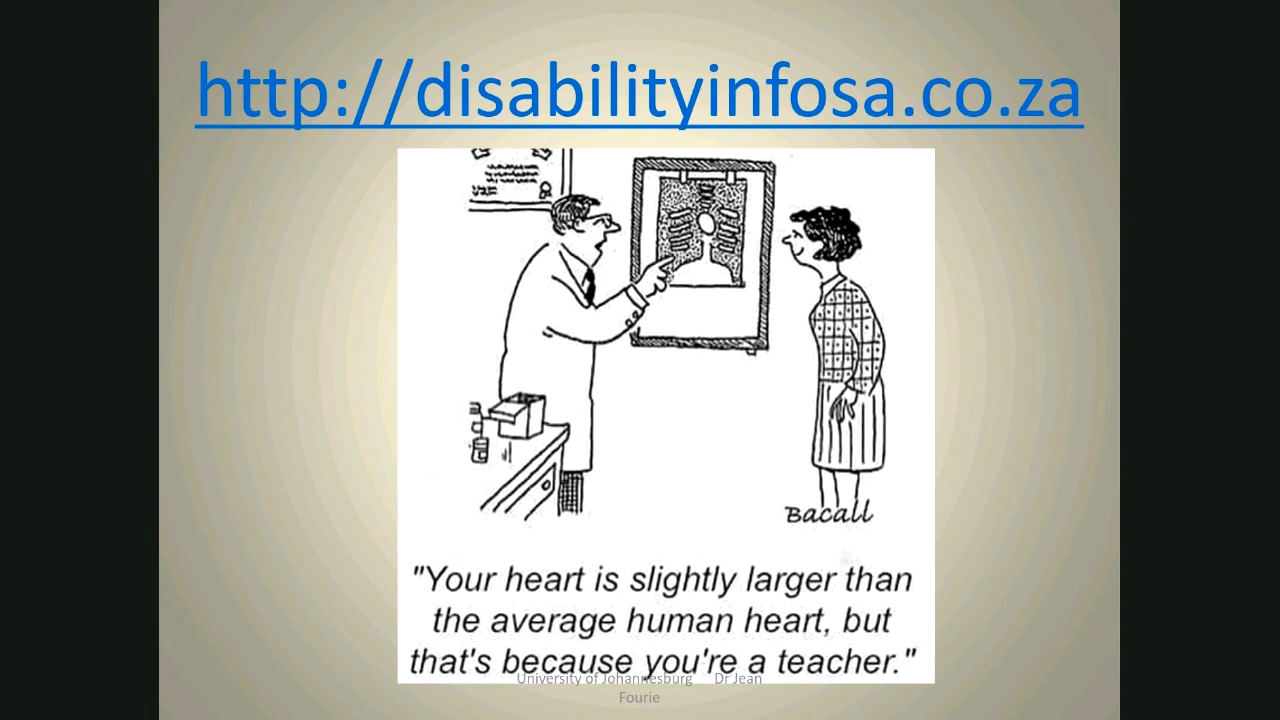 http://disabilityinfosa.co.za
Bacall
"Your heart is slightly larger than
the average human heart, but
that's because you're a teacher."
University of Johannesburg Dr Jean
Fourie